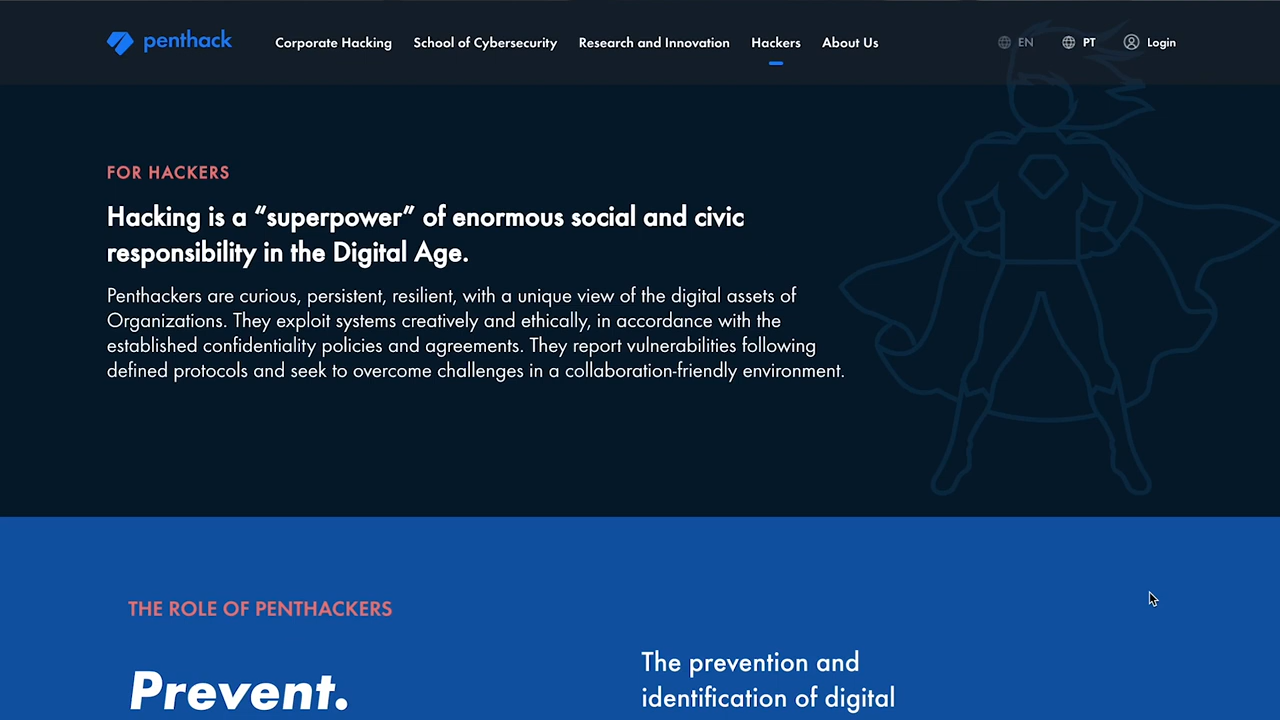 penthack
Corporate Hacking
School of Cybersecurity
Research and Innovation
Hackers
About Us
EN
PT
Login
FOR HACKERS
Hacking is a “superpower” of enormous social and civic
responsibility in the Digital Age.
Penthackers are curious, persistent, resilient, with a unique view of the digital assets of
Organizations. They exploit systems creatively and ethically, in accordance with the
established confidentiality policies and agreements. They report vulnerabilities following
defined protocols and seek to overcome challenges in a collaboration-friendly environment.
THE ROLE OF PENTHACKERS
Prevent.
The prevention and
identification of digital